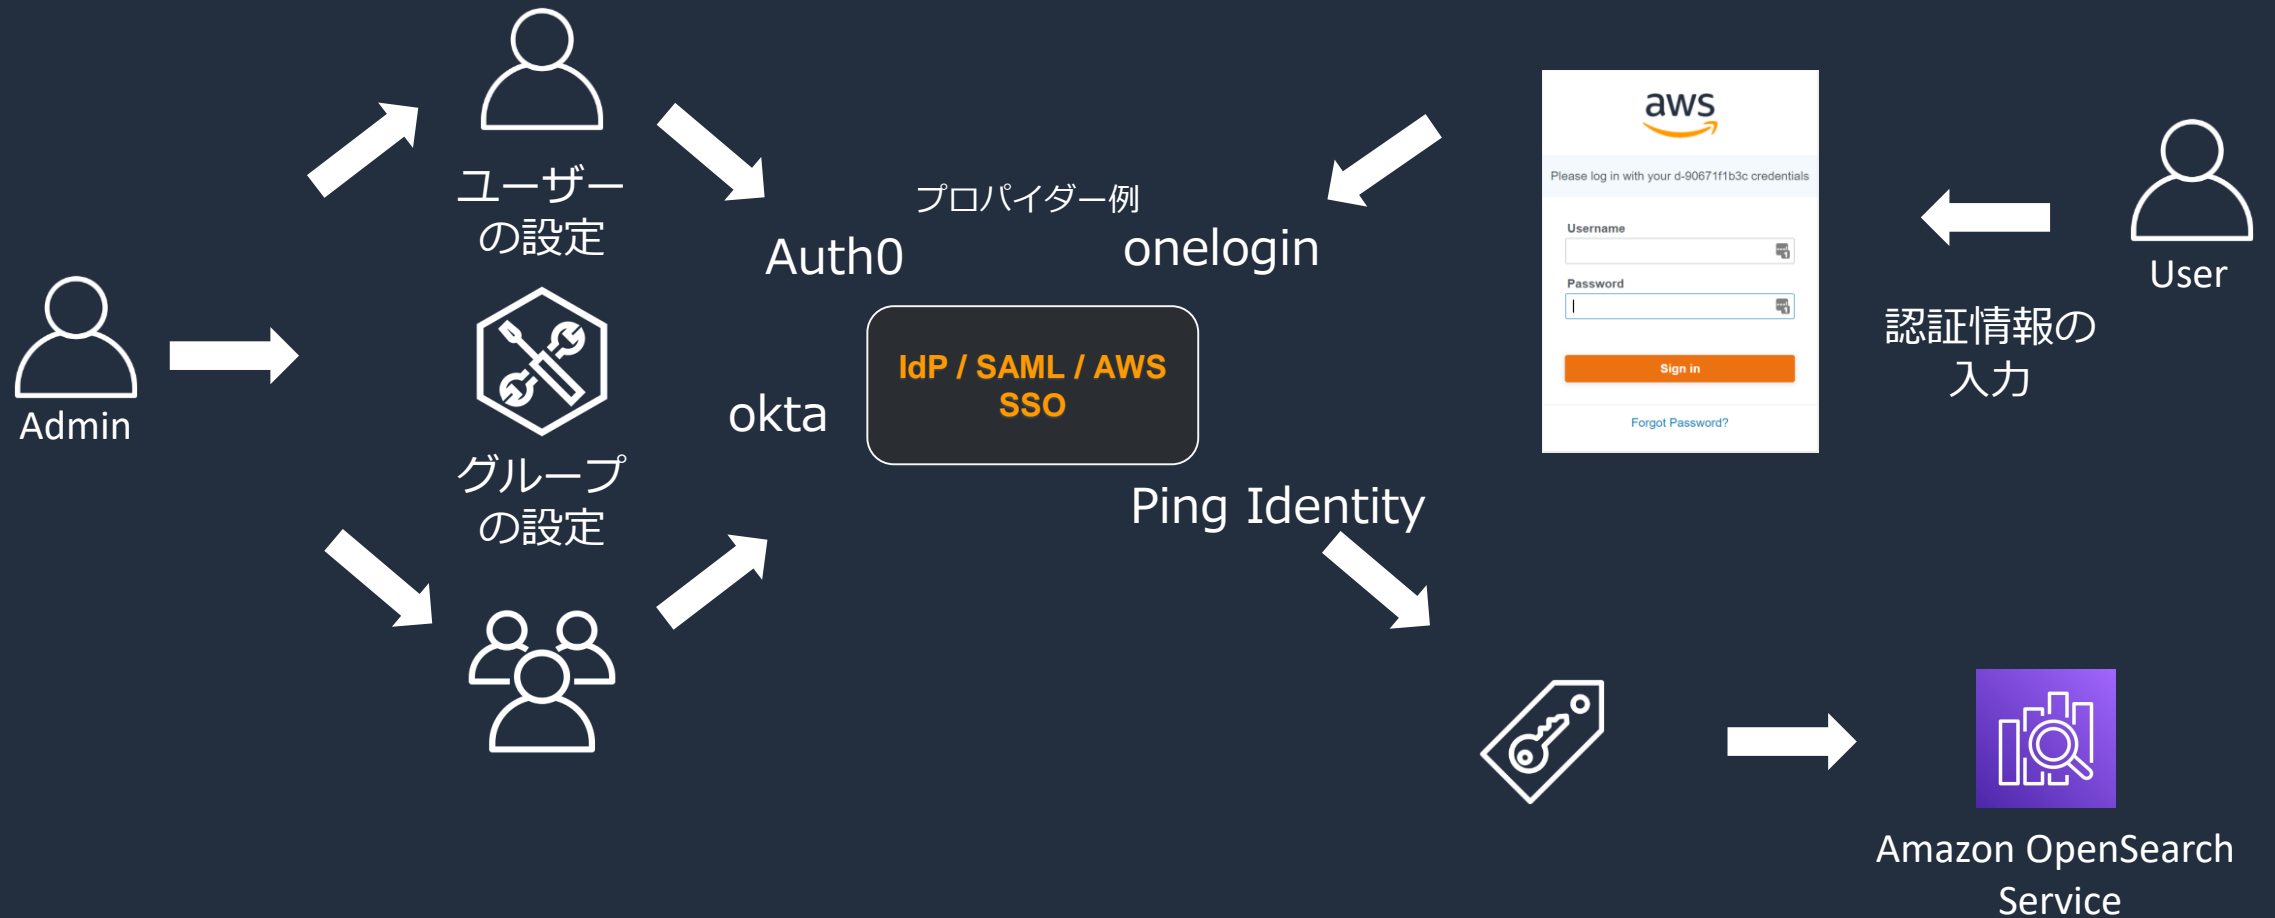 ユーザー
の設定
Admin
グループ
の設定
プロバイダー例
Auth0
onelogin
okta
IdP / SAML / AWS
SSO
Ping Identity
aws
Please log in with your d-90671f1b3c credentials
Username
Password
Sign in
Forgot Password?
User
認証情報の
入力
Amazon OpenSearch
Service